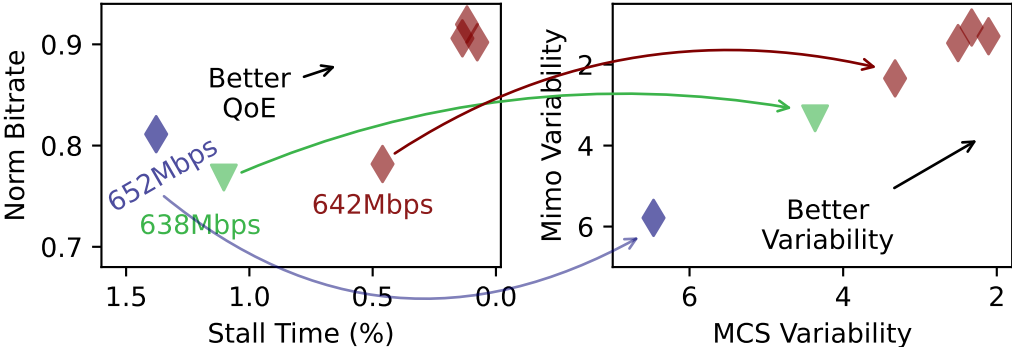 Norm Bitrate
0.9
0.8
0.7
Better
QoE
652Mbps
638Mbps
642Mbps
1.5
1.0
0.5
0.0
Stall Time (%)
Mimo Variability
2
4
6
Better
Variability
6
4
2
MCS Variability